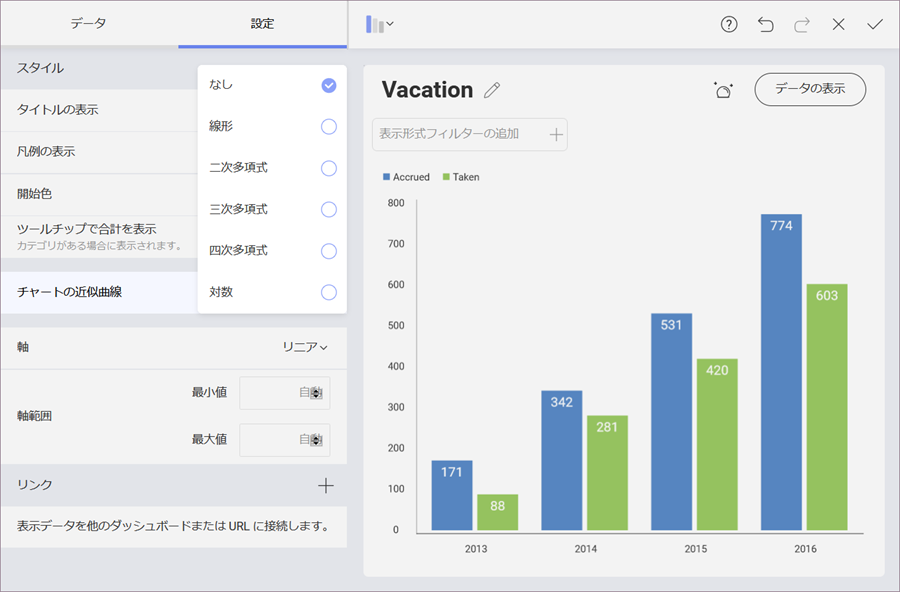 データ
設定
スタイル
タイトルの表示
凡例の表示
開始色
ツールチップで合計を表示
カテゴリがある場合に表示されます。
チャートの近似曲線
なし
線形
二次多項式
三次多項式
四次多項式
対数
軸
リニア
軸範囲
最小値
自動
最大値
自動
リンク
表示データを他のダッシュボードまたは URL に接続します。
Vacation
データの表示
表示形式フィルターの追加
Accrued
Taken
800
700
600
500
400
300
200
100
0
171
88
342
281
531
420
774
603
2013
2014
2015
2016